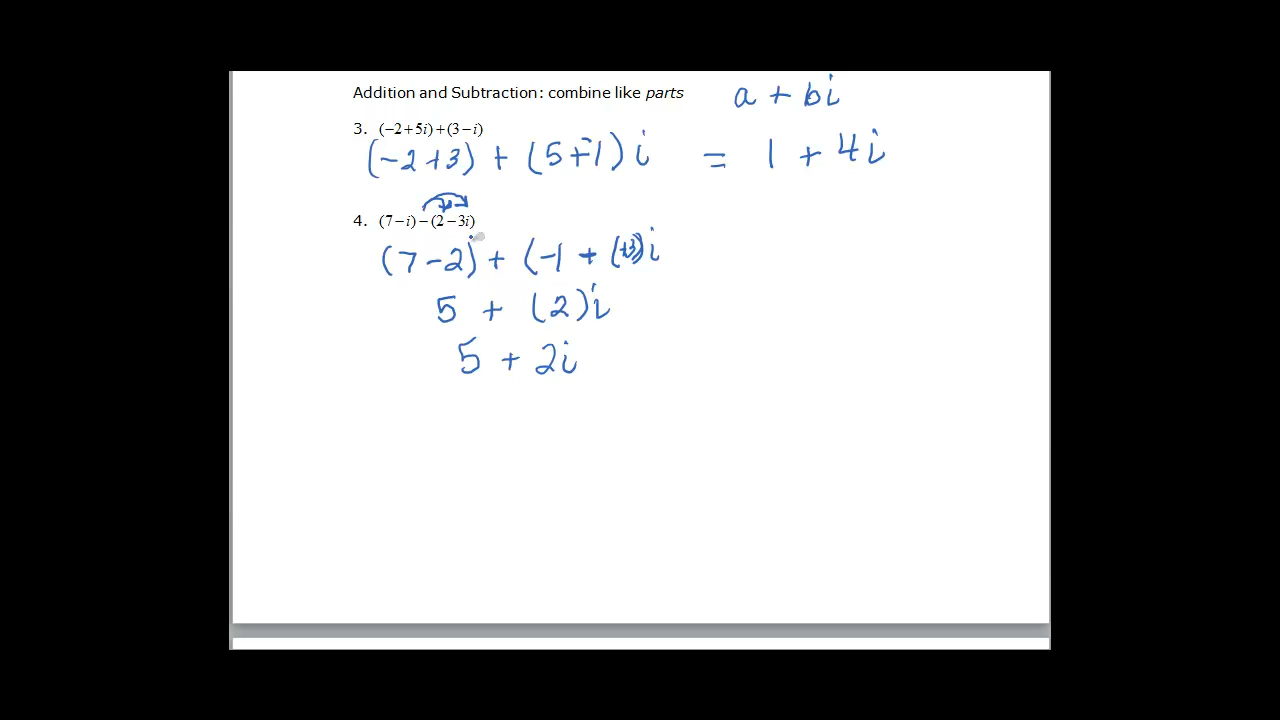 Addition and Subtraction: combine like parts a + bi
3. (−2+5i)+(3−i)
(-2+3) + (5+-1)i = 1 + 4i
4. (7−i)−(2−3i)
(7-2) + (-1 + (+3))i
5 + (2)i
5 + 2i